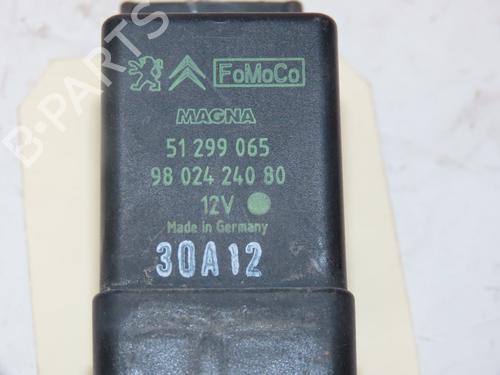 FoMoCo
MAGNA
51 299 065
98 024 240 80
12V
Made in Germany
30A12
B-PARTS